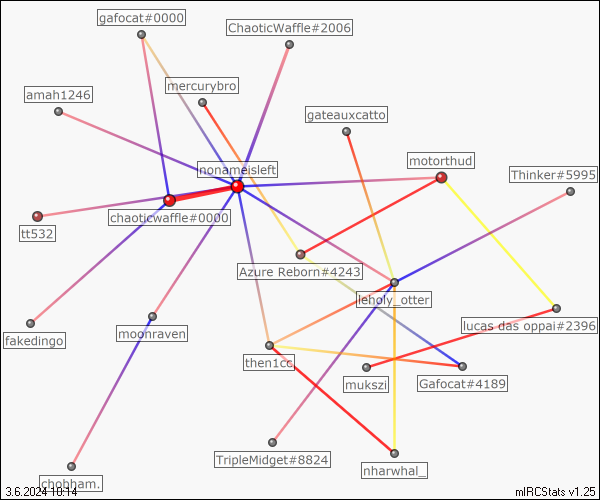 gafocat#0000
ChaoticWaffle#2006
mercurybro
amah1246
gateauxcatto
motorthud
nonameisleft
Thinker#5995
chaoticwaffle#0000
tt532
Azure Reborn#4243
leholy_otter
lucas das oppai#2396
fakedingo
moonraven
then1cc
mukszi
Gafocat#4189
TripleMidget#8824
nharwhal_
chobham.
3.6.2024 10:14
mIRCStats v1.25